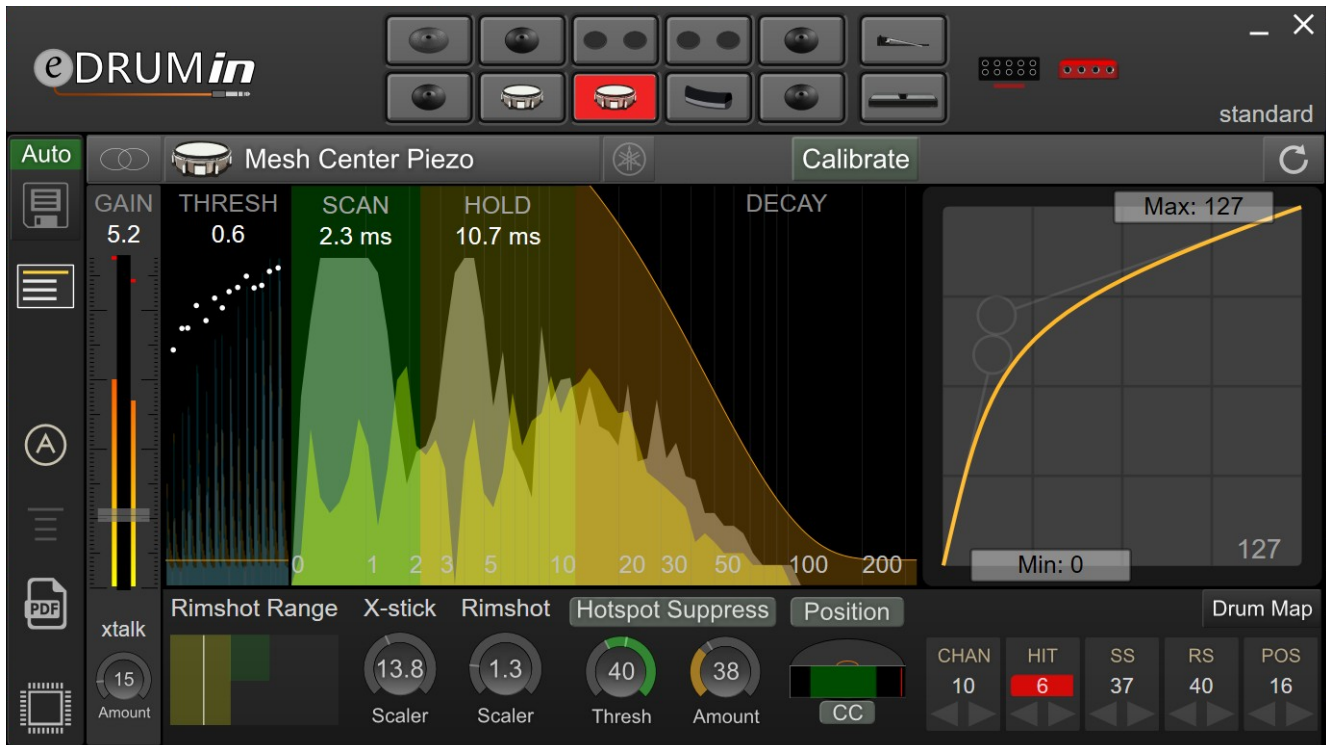 eDRUMin
standard
Auto
Mesh Center Piezo
Calibrate
GAIN
5.2
THRESH
0.6
SCAN
2.3 ms
HOLD
10.7 ms
DECAY
Max: 127
A
0 1 2 3 5 10 20 30 50 100 200
Min: 0
127
PDF
xtalk
15
Amount
Rimshot Range
X-stick
13.8
Scaler
Rimshot
1.3
Scaler
Hotspot Suppress
40
Thresh
38
Amount
Position
CC
Drum Map
CHAN HIT SS RS POS
10 6 37 40 16